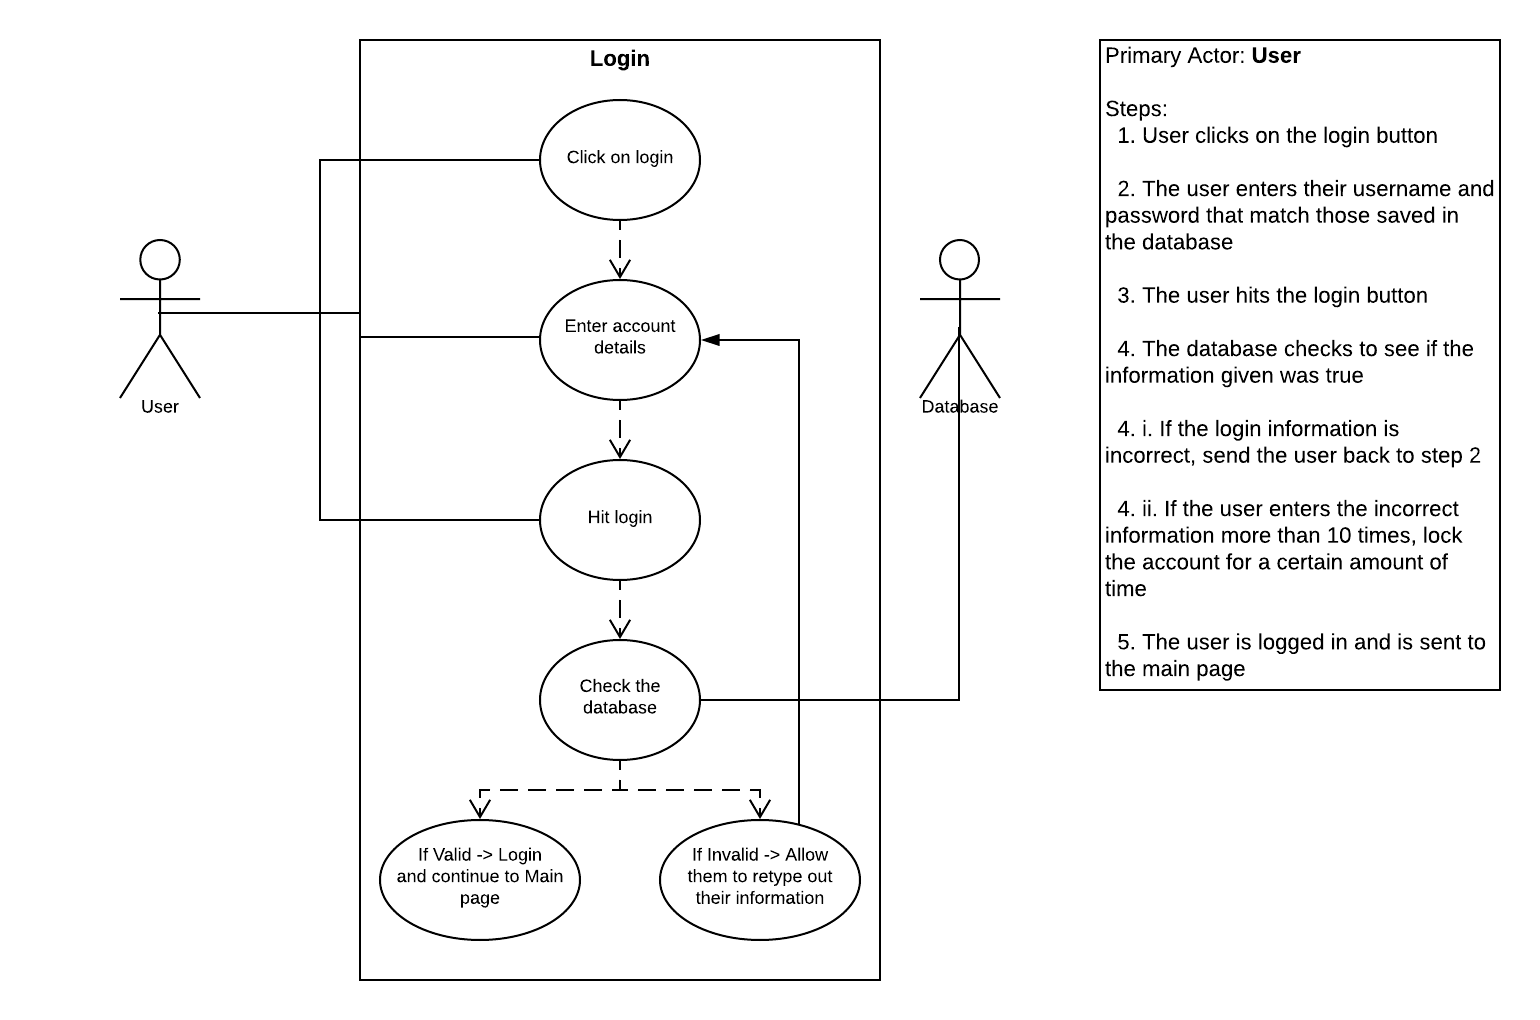 Login
Click on login
Enter account
details
Hit login
Check the
database
If Valid -> Login
and continue to Main
page
If Invalid -> Allow
them to retype out
their information
User
Database
Primary Actor: User
Steps:
1. User clicks on the login button
2. The user enters their username and
password that match those saved in
the database
3. The user hits the login button
4. The database checks to see if the
information given was true
4. i. If the login information is
incorrect, send the user back to step 2
4. ii. If the user enters the incorrect
information more than 10 times, lock
the account for a certain amount of
time
5. The user is logged in and is sent to
the main page